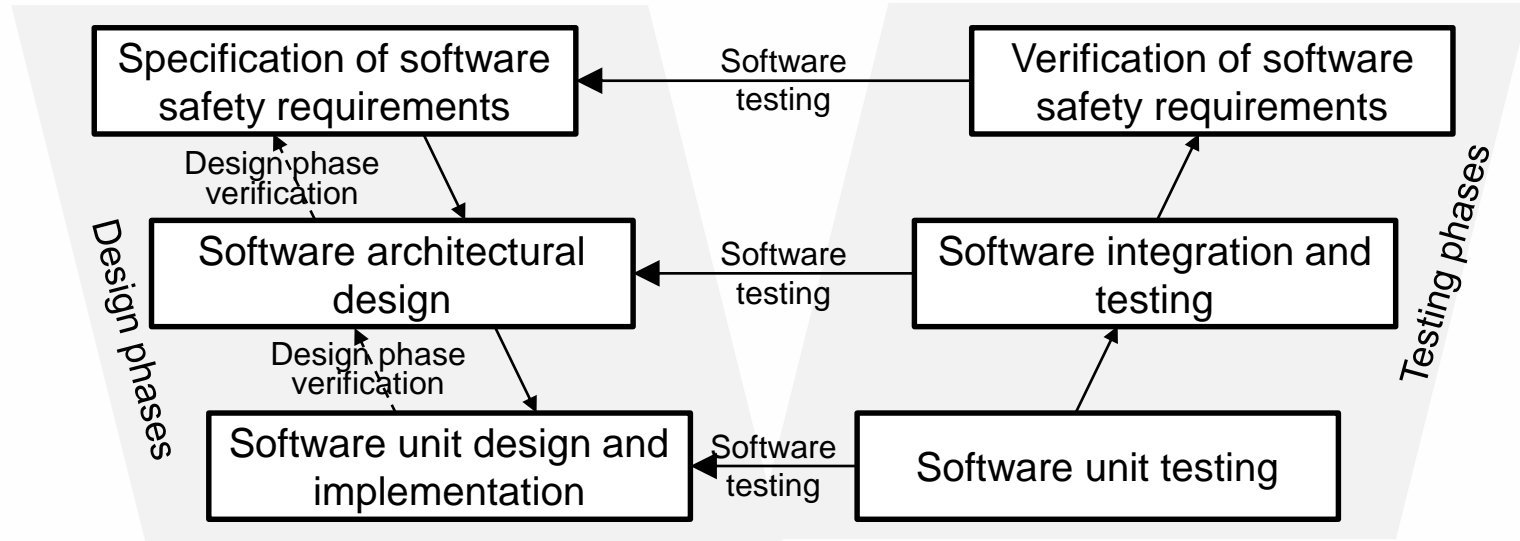 Specification of software
safety requirements
Software
testing
Verification of software
safety requirements
Design phase
verification
Design phases
Software architectural
design
Software
testing
Software integration and
testing
Testing phases
Design phase
verification
Software unit design and
implementation
Software
testing
Software unit testing